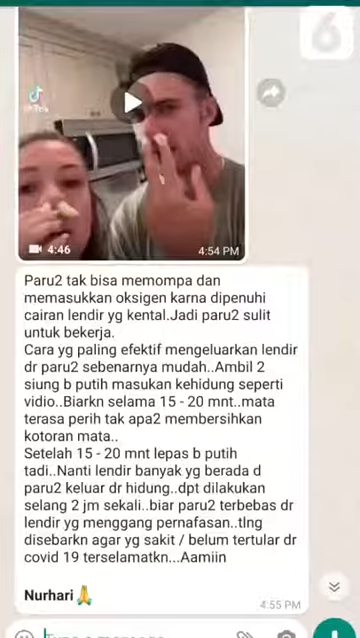 6
TikTok
4:46
4:54 PM
Paru2 tak bisa memompa dan
memasukkan oksigen karna dipenuhi
cairan lendir yg kental.Jadi paru2 sulit
untuk bekerja.
Cara yg paling efektif mengeluarkan lendir
dr paru2 sebenarnya mudah..Ambil 2
siung b putih masukan kehidung seperti
vidio..Biarkn selama 15 - 20 mnt..mata
terasa perih tak apa2 membersihkan
kotoran mata..
Setelah 15 - 20 mnt lepas b putih
tadi..Nanti lendir banyak yg berada d
paru2 keluar dr hidung..dpt dilakukan
selang 2 jm sekali..biar paru2 terbebas dr
lendir yg menggang pernafasan..tlng
disebarkn agar yg sakit / belum tertular dr
covid 19 terselamatkn...Aamiin
Nurhari🙏
4:55 PM